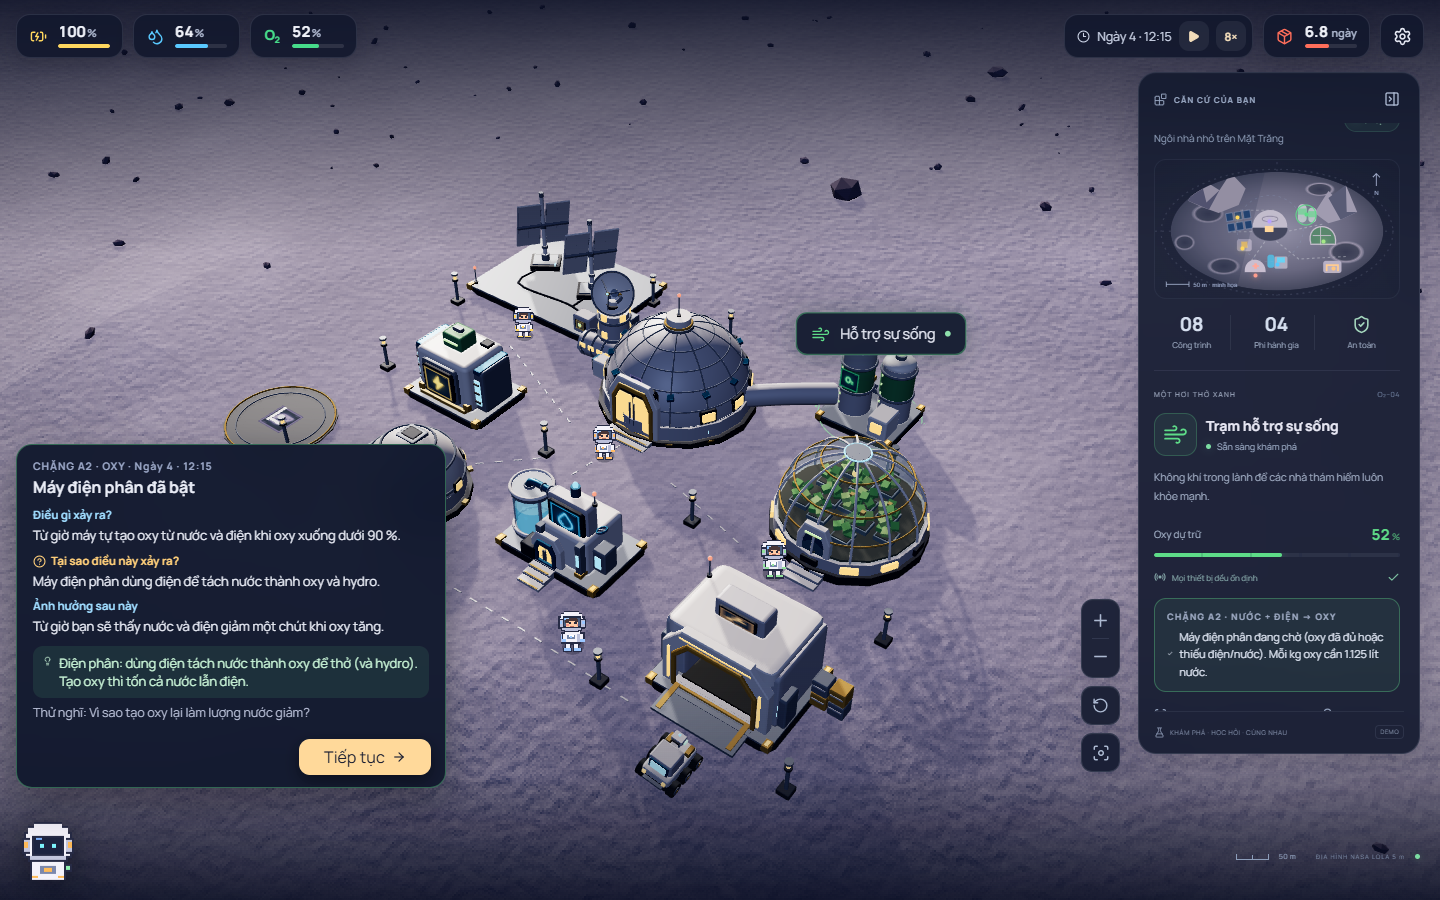 100%
64%
O₂ 52%
Ngày 4 · 12:15
8×
6.8 ngày
CĂN CỨ CỦA BẠN
Ngôi nhà nhỏ trên Mặt Trăng
N
50 m · minh họa
08
Công trình
04
Phi hành gia
An toàn
MỘT HƠI THỞ XANH
O₂-04
Trạm hỗ trợ sự sống
Sẵn sàng khám phá
Không khí trong lành để các nhà thám hiểm luôn
khỏe mạnh.
Oxy dự trữ
52 %
Mọi thiết bị đều ổn định
CHẶNG A2 · NƯỚC + ĐIỆN → OXY
Máy điện phân đang chờ (oxy đã đủ hoặc
thiếu điện/nước). Mỗi kg oxy cần 1.125 lít
nước.
KHÁM PHÁ · HỌC HỎI · CÙNG NHAU
DEMO
Hỗ trợ sự sống
CHẶNG A2 · OXY · Ngày 4 · 12:15
Máy điện phân đã bật
Điều gì xảy ra?
Từ giờ máy tự tạo oxy từ nước và điện khi oxy xuống dưới 90 %.
Tại sao điều này xảy ra?
Máy điện phân dùng điện để tách nước thành oxy và hydro.
Ảnh hưởng sau này
Từ giờ bạn sẽ thấy nước và điện giảm một chút khi oxy tăng.
Điện phân: dùng điện tách nước thành oxy để thở (và hydro).
Tạo oxy thì tốn cả nước lẫn điện.
Thử nghĩ: Vì sao tạo oxy lại làm lượng nước giảm?
Tiếp tục →
50 m
ĐỊA HÌNH NASA LOLA 5 m